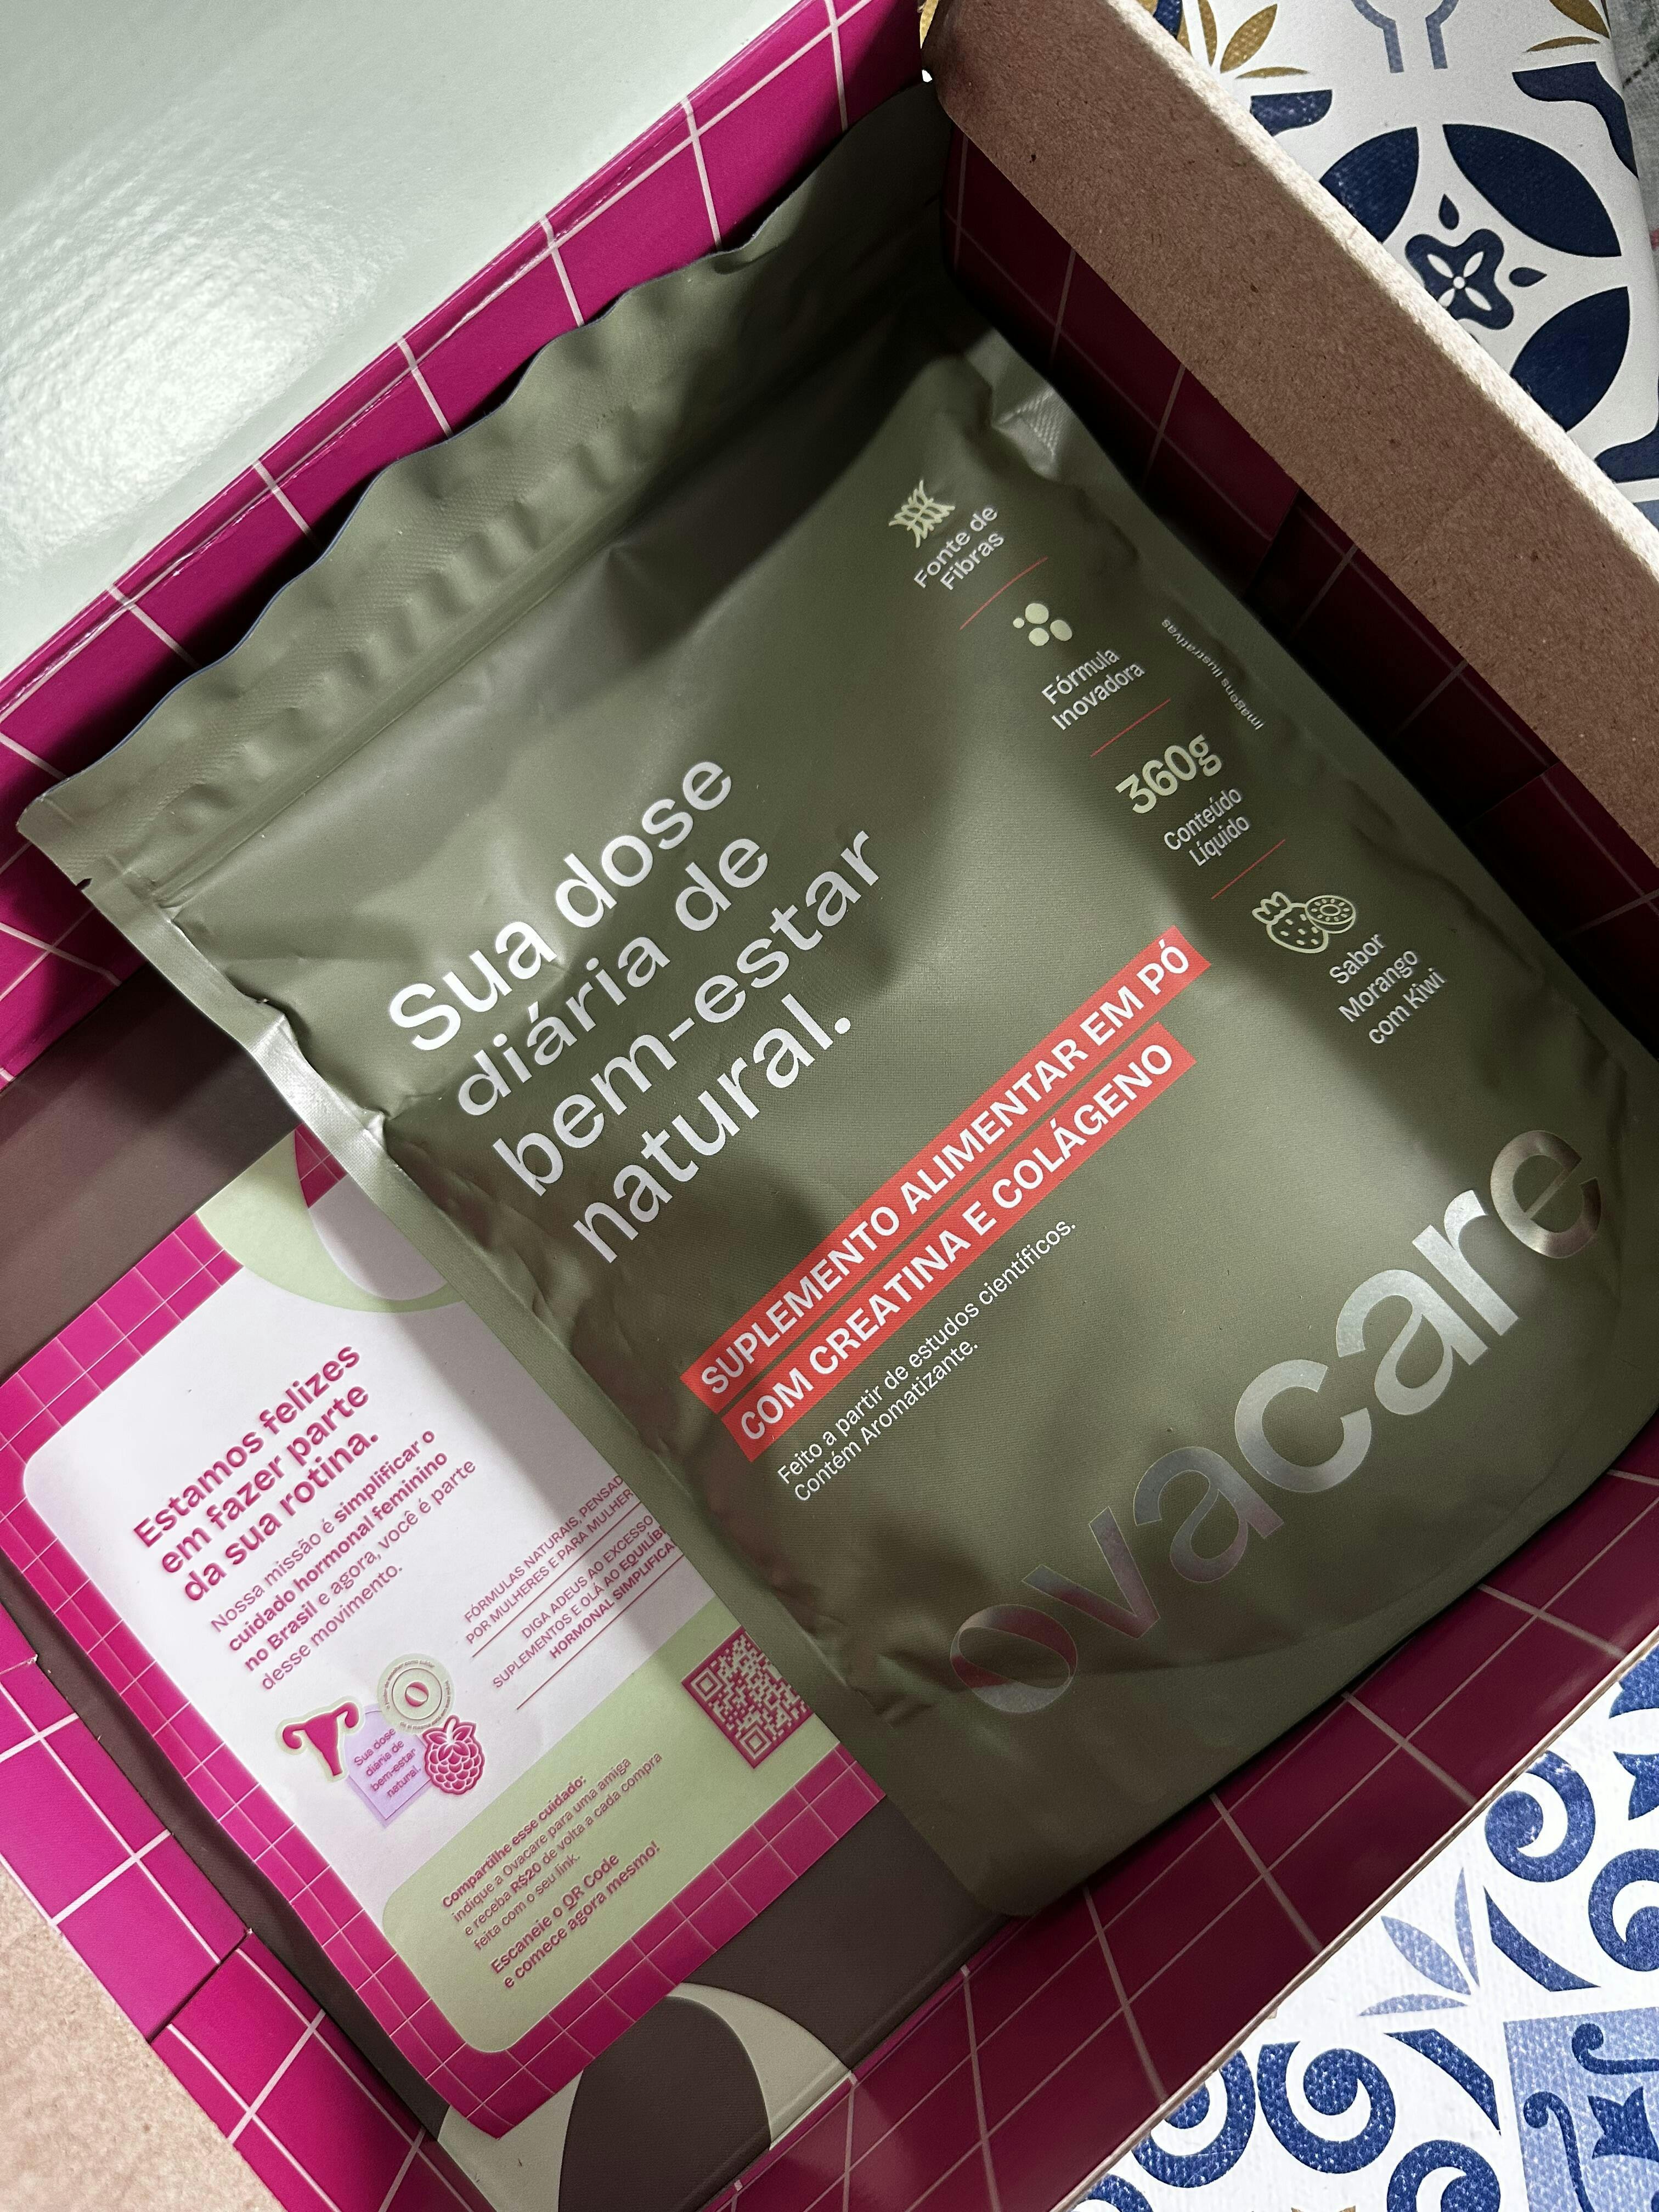 Sua dose
diária de
bem-estar
natural.
SUPLEMENTO ALIMENTAR EM PÓ
COM CREATINA E COLÁGENO
Feito a partir de estudos científicos.
Contém Aromatizante.
Fonte de
Fibras
Fórmula
Inovadora
360g
Conteúdo
Líquido
Sabor
Morango
com Kiwi
Imagens ilustrativas
ovacare
Estamos felizes
em fazer parte
da sua rotina.
Nossa missão é simplificar o
cuidado hormonal feminino
no Brasil e agora, você é parte
desse movimento.
FÓRMULAS NATURAIS,
POR MULHERES E PARA
DIGA ADEUS AO EXCESSO
SUPLEMENTOS E OLÁ AO
HORMONAL
Sua dose
diária de
bem-estar
natural.
Compartilhe esse cuidado:
indique a Ovacare para uma amiga
e receba R$20 de volta a cada compra
feita com o seu link.
Escaneie o QR Code
e comece agora mesmo!